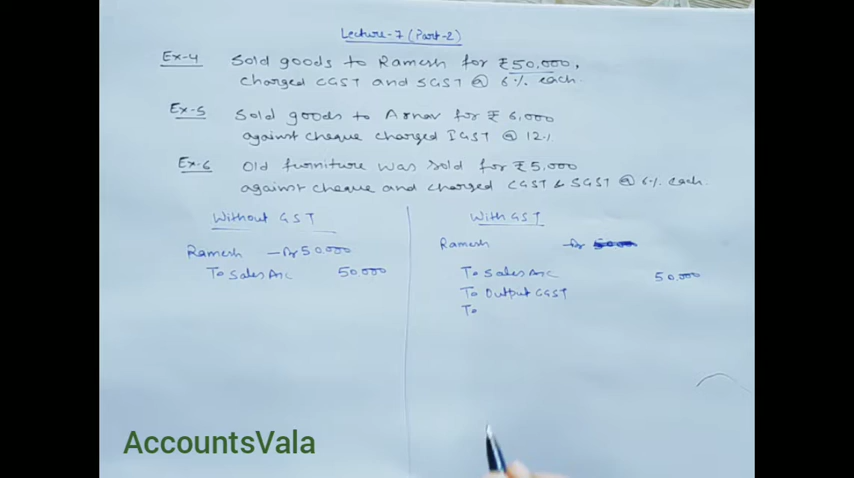 Lecture-7 (Part-2)
Ex-4 Sold goods to Ramesh for ₹50,000,
charged CGST and SGST @ 6% each.
Ex-5 Sold goods to Arnav for ₹ 6,000
against cheque charged IGST @ 12%
Ex-6 Old furniture was sold for ₹5,000
against cheque and charged CGST & SGST @ 6% each.
Without GST
Ramesh —Dr 50000
To Sales A/c 50,000
With GST
Ramesh —Dr
To Sales A/c 50,000
To Output CGST
To
AccountsVala